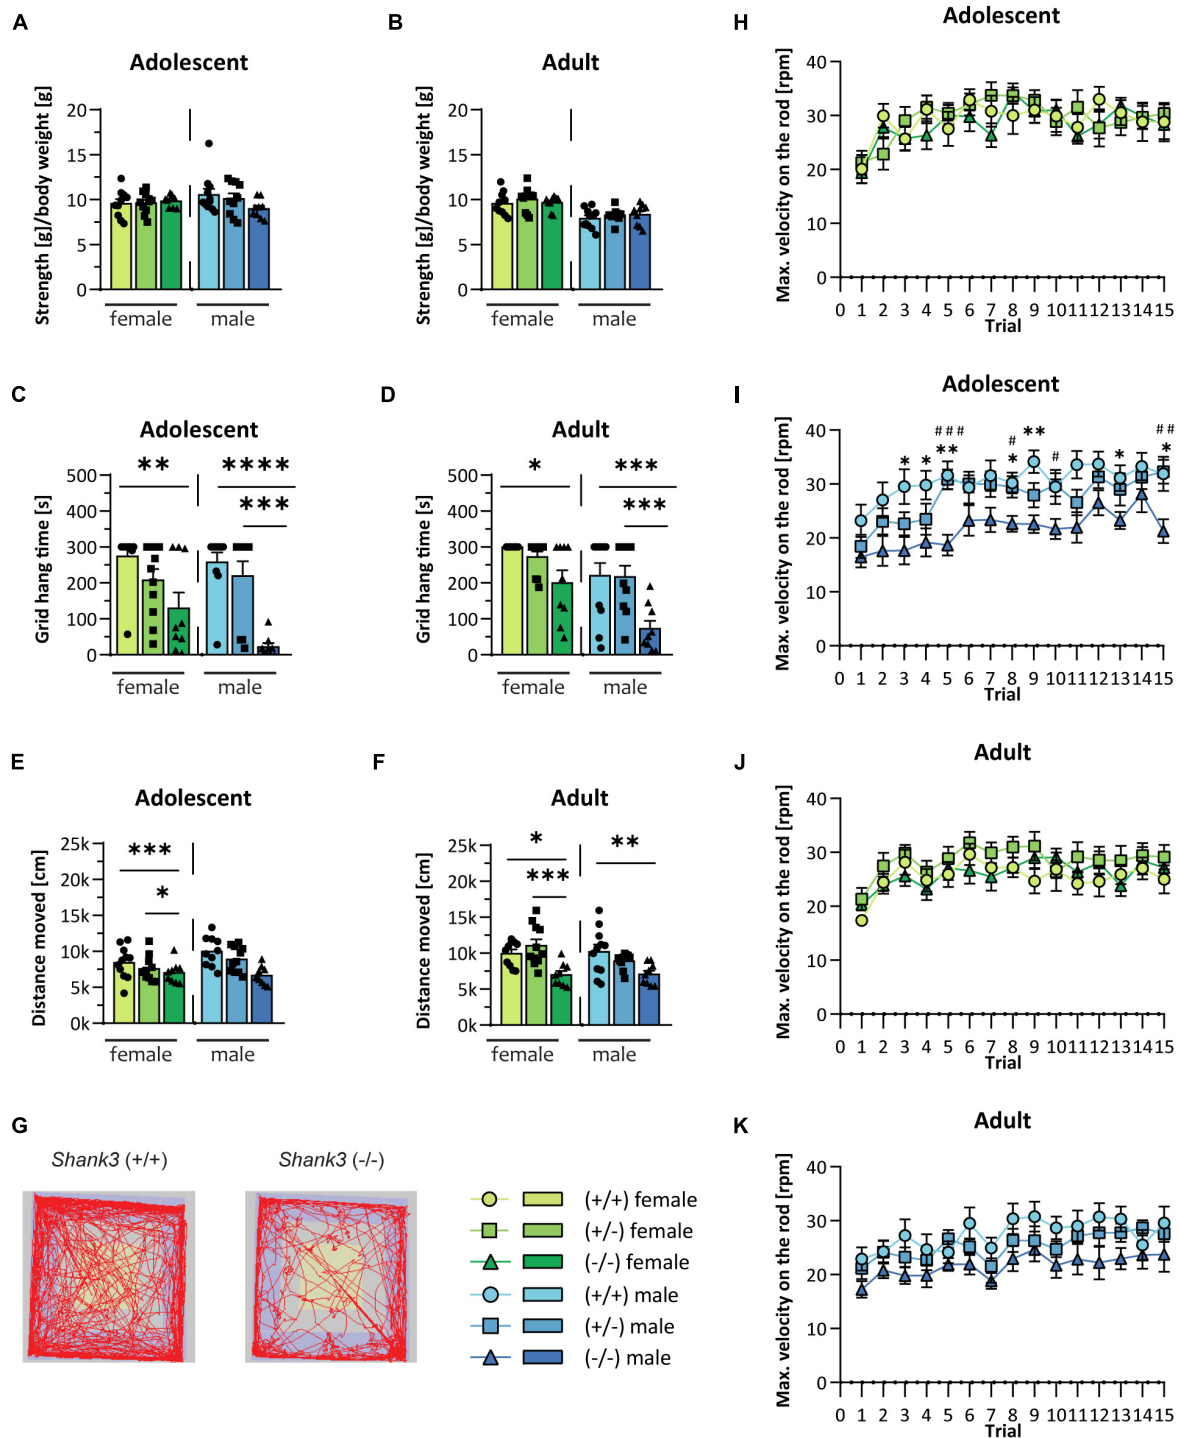 A
Adolescent
Strength [g]/body weight [g]
20
15
10
5
0
female
male
B
Adult
Strength [g]/body weight [g]
20
15
10
5
0
female
male
C
Adolescent
Grid hang time [s]
**
****
***
500
400
300
200
100
0
female
male
D
Adult
Grid hang time [s]
*
***
***
500
400
300
200
100
0
female
male
E
Adolescent
Distance moved [cm]
***
*
25k
20k
15k
10k
5k
0k
female
male
F
Adult
Distance moved [cm]
*
**
***
25k
20k
15k
10k
5k
0k
female
male
G
Shank3 (+/+)
Shank3 (-/-)
(+/+) female
(+/-) female
(-/-) female
(+/+) male
(+/-) male
(-/-) male
H
Adolescent
Max. velocity on the rod [rpm]
40
30
20
10
0
0 1 2 3 4 5 6 7 8 9 10 11 12 13 14 15
Trial
I
Adolescent
Max. velocity on the rod [rpm]
### # ** ##
* * ** * # * *
40
30
20
10
0
0 1 2 3 4 5 6 7 8 9 10 11 12 13 14 15
Trial
J
Adult
Max. velocity on the rod [rpm]
40
30
20
10
0
0 1 2 3 4 5 6 7 8 9 10 11 12 13 14 15
Trial
K
Adult
Max. velocity on the rod [rpm]
40
30
20
10
0
0 1 2 3 4 5 6 7 8 9 10 11 12 13 14 15
Trial